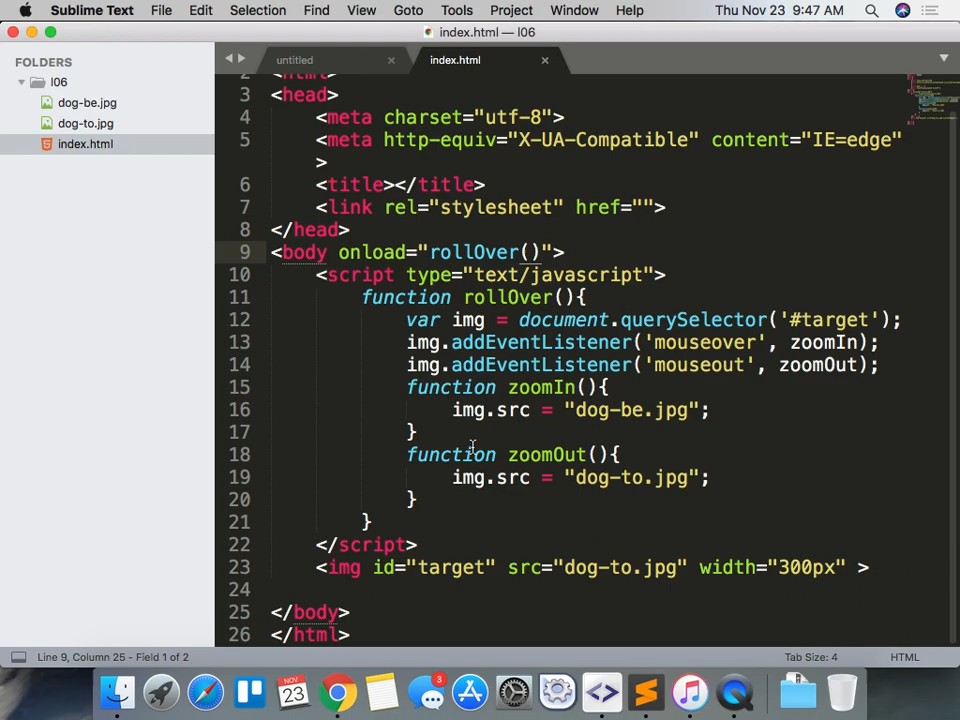 Sublime Text File Edit Selection Find View Goto Tools Project Window Help Thu Nov 23 9:47 AM
index.html — l06
FOLDERS
l06
dog-be.jpg
dog-to.jpg
index.html
untitled × index.html ×
3 <head>
4 <meta charset="utf-8">
5 <meta http-equiv="X-UA-Compatible" content="IE=edge"
>
6 <title></title>
7 <link rel="stylesheet" href="">
8 </head>
9 <body onload="rollOver()">
10 <script type="text/javascript">
11 function rollOver(){
12 var img = document.querySelector('#target');
13 img.addEventListener('mouseover', zoomIn);
14 img.addEventListener('mouseout', zoomOut);
15 function zoomIn(){
16 img.src = "dog-be.jpg";
17 }
18 function zoomOut(){
19 img.src = "dog-to.jpg";
20 }
21 }
22 </script>
23 <img id="target" src="dog-to.jpg" width="300px" >
24
25 </body>
26 </html>
Line 9, Column 25 - Field 1 of 2 Tab Size: 4 HTML
NOV
23
3